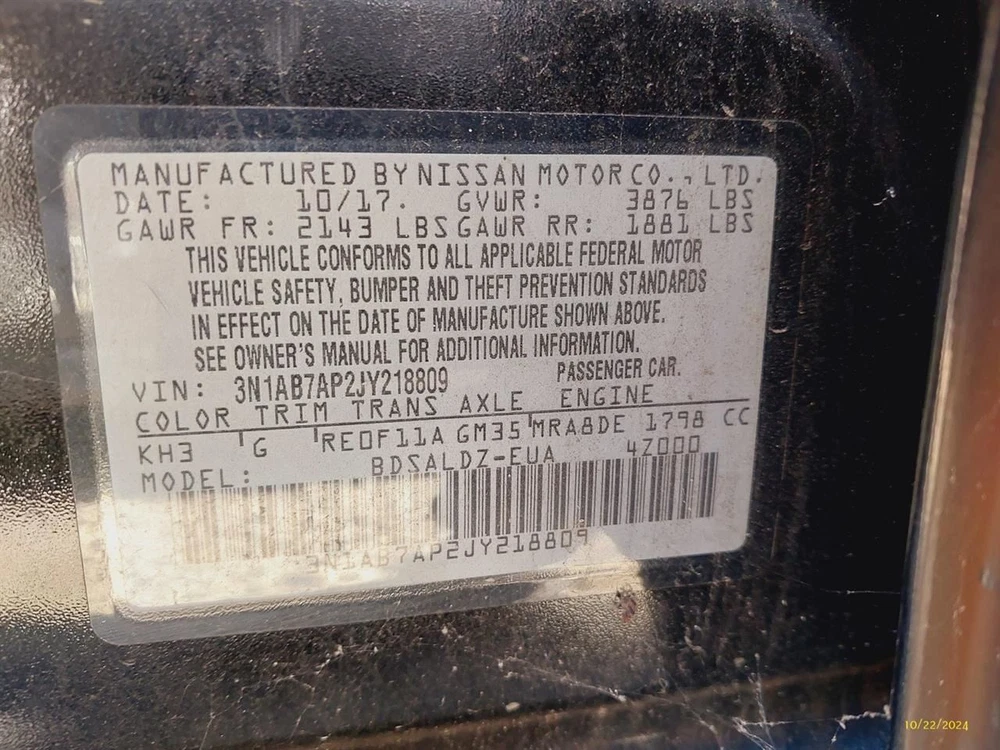 MANUFACTURED BY NISSAN MOTOR CO., LTD.
DATE: 10/17. GVWR: 3876 LBS
GAWR FR: 2143 LBS GAWR RR: 1881 LBS
THIS VEHICLE CONFORMS TO ALL APPLICABLE FEDERAL MOTOR
VEHICLE SAFETY, BUMPER AND THEFT PREVENTION STANDARDS
IN EFFECT ON THE DATE OF MANUFACTURE SHOWN ABOVE.
SEE OWNER'S MANUAL FOR ADDITIONAL INFORMATION.
VIN: 3N1AB7AP2JY218809 PASSENGER CAR.
COLOR TRIM TRANS AXLE ENGINE
KH3 G RE0F11A GM35 MRA8DE 1798 CC
MODEL: BDSALDZ-EUA 4Z000
3N1AB7AP2JY218809
10/22/2024